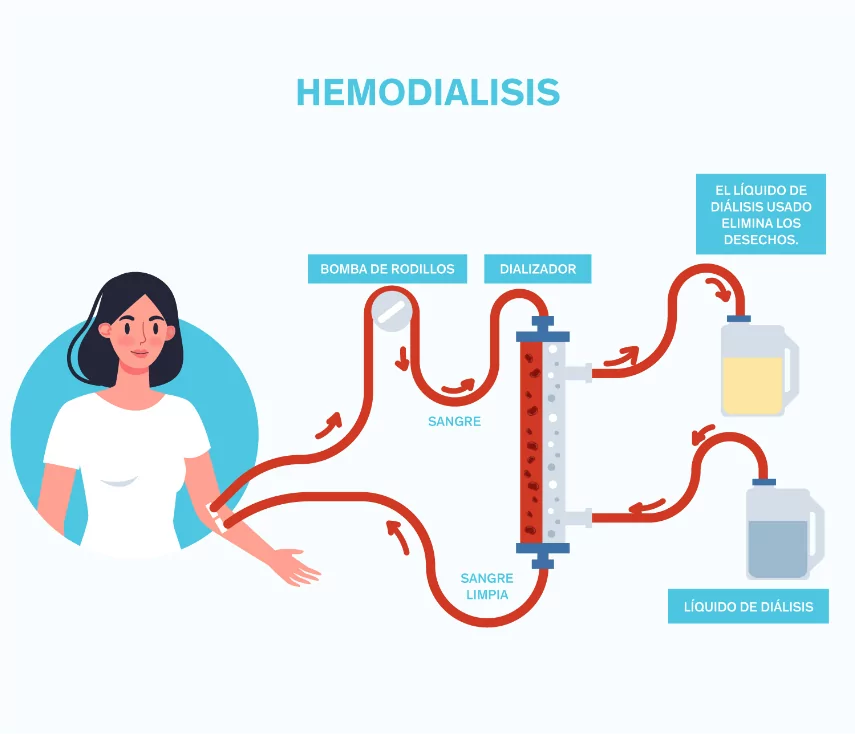 HEMODIALISIS
EL LÍQUIDO DE
DIÁLISIS USADO
ELIMINA LOS
DESECHOS.
BOMBA DE RODILLOS
DIALIZADOR
SANGRE
SANGRE
LIMPIA
LÍQUIDO DE DIÁLISIS